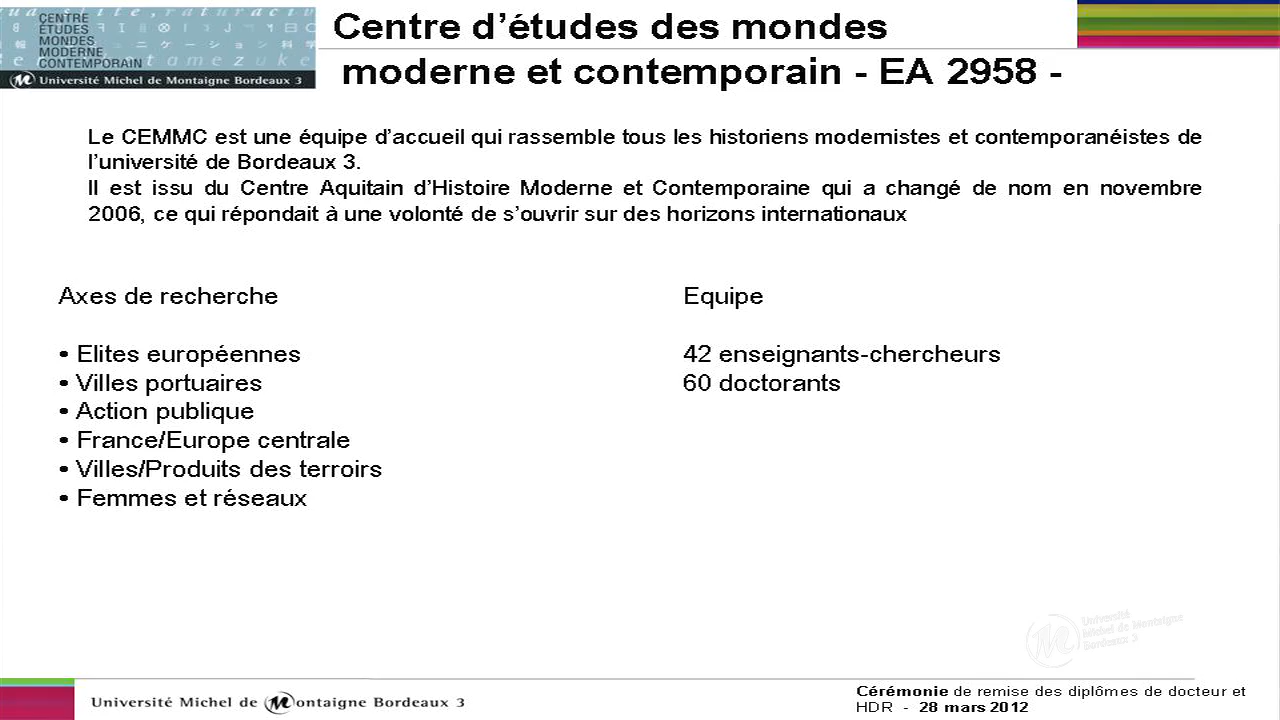 CENTRE
ÉTUDES
MONDES
MODERNE
CONTEMPORAIN
Université Michel de Montaigne Bordeaux 3
Centre d’études des mondes
moderne et contemporain - EA 2958 -
Le CEMMC est une équipe d’accueil qui rassemble tous les historiens modernistes et contemporanéistes de
l’université de Bordeaux 3.
Il est issu du Centre Aquitain d’Histoire Moderne et Contemporaine qui a changé de nom en novembre
2006, ce qui répondait à une volonté de s’ouvrir sur des horizons internationaux
Axes de recherche
• Elites européennes
• Villes portuaires
• Action publique
• France/Europe centrale
• Villes/Produits des terroirs
• Femmes et réseaux
Equipe
42 enseignants-chercheurs
60 doctorants
Université
Michel de Montaigne
Bordeaux 3
Université Michel de Montaigne Bordeaux 3
Cérémonie de remise des diplômes de docteur et
HDR - 28 mars 2012